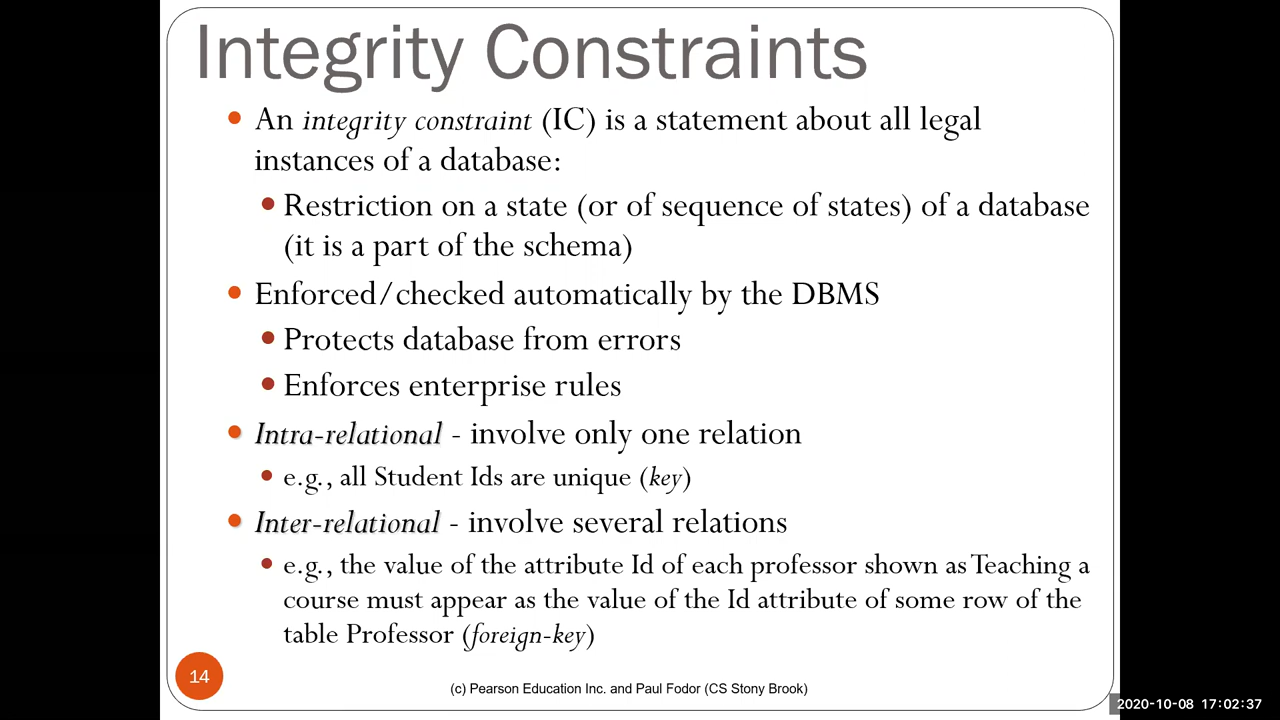 Integrity Constraints
An integrity constraint (IC) is a statement about all legal
instances of a database:
Restriction on a state (or of sequence of states) of a database
(it is a part of the schema)
Enforced/checked automatically by the DBMS
Protects database from errors
Enforces enterprise rules
Intra-relational - involve only one relation
e.g., all Student Ids are unique (key)
Inter-relational - involve several relations
e.g., the value of the attribute Id of each professor shown as Teaching a
course must appear as the value of the Id attribute of some row of the
table Professor (foreign-key)
14
(c) Pearson Education Inc. and Paul Fodor (CS Stony Brook)
2020-10-08 17:02:37